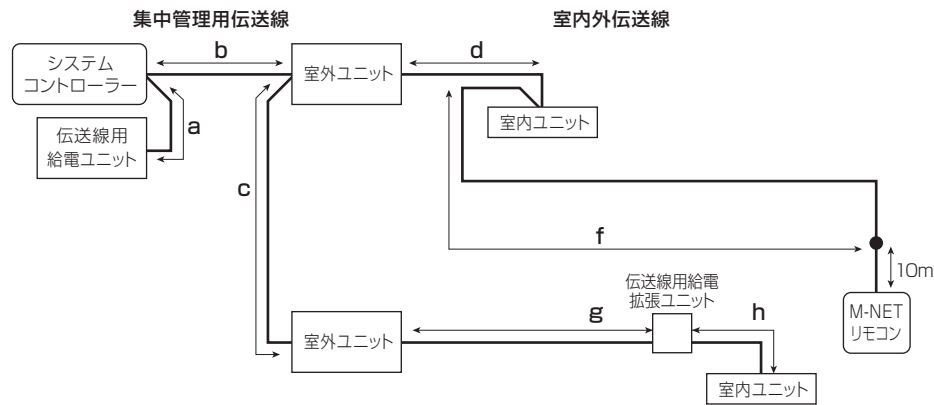 集中管理用伝送線
室内外伝送線
システム
コントローラー
b
室外ユニット
d
伝送線用
給電ユニット
a
室内ユニット
c
f
10m
伝送線用給電
拡張ユニット
M-NET
リモコン
室外ユニット
g
h
室内ユニット